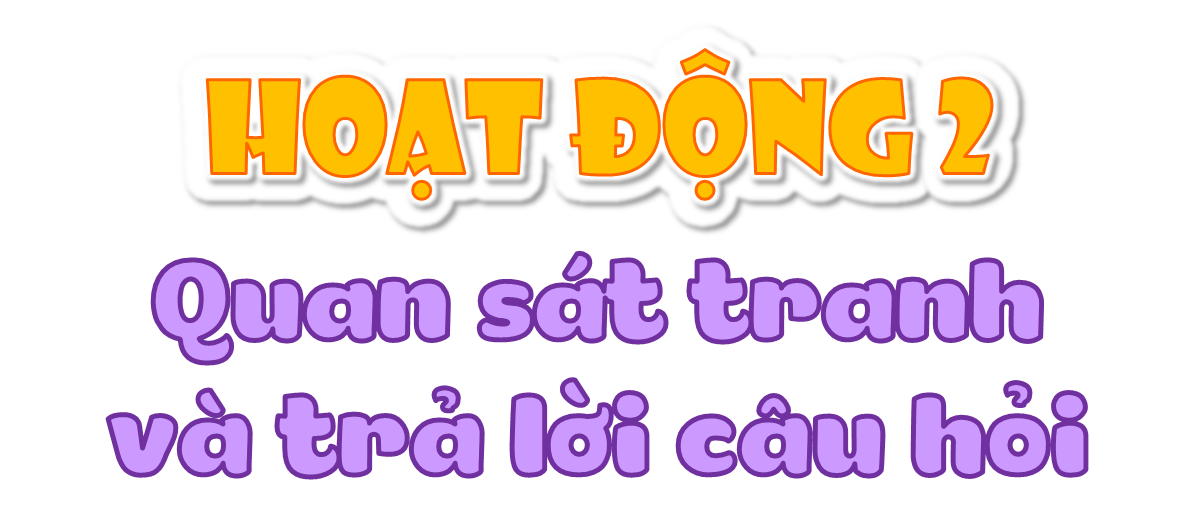 HOẠT ĐỘNG 2
Quan sát tranh
và trả lời câu hỏi